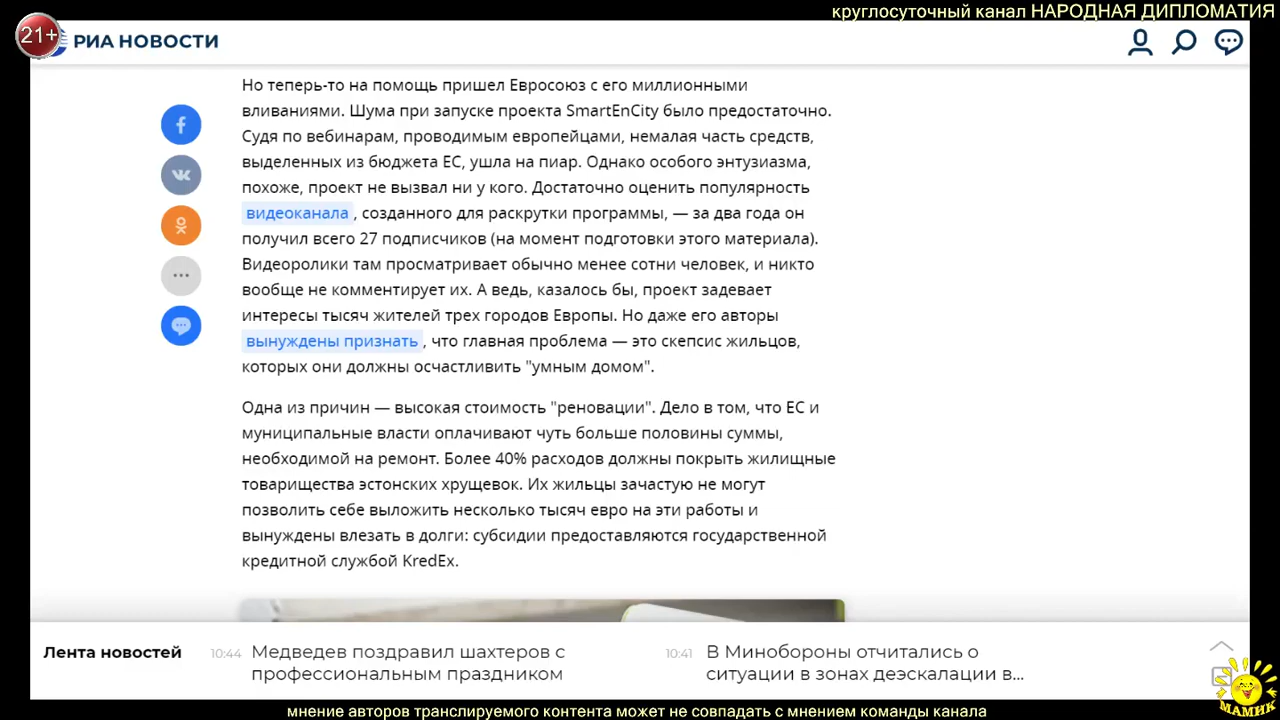 круглосуточный канал НАРОДНАЯ ДИПЛОМАТИЯ
21+
РИА НОВОСТИ
Но теперь-то на помощь пришел Евросоюз с его миллионными
вливаниями. Шума при запуске проекта SmartEnCity было предостаточно.
Судя по вебинарам, проводимым европейцами, немалая часть средств,
выделенных из бюджета ЕС, ушла на пиар. Однако особого энтузиазма,
похоже, проект не вызвал ни у кого. Достаточно оценить популярность
видеоканала , созданного для раскрутки программы, — за два года он
получил всего 27 подписчиков (на момент подготовки этого материала).
Видеоролики там просматривает обычно менее сотни человек, и никто
вообще не комментирует их. А ведь, казалось бы, проект задевает
интересы тысяч жителей трех городов Европы. Но даже его авторы
вынуждены признать , что главная проблема — это скепсис жильцов,
которых они должны осчастливить "умным домом".
Одна из причин — высокая стоимость "реновации". Дело в том, что ЕС и
муниципальные власти оплачивают чуть больше половины суммы,
необходимой на ремонт. Более 40% расходов должны покрыть жилищные
товарищества эстонских хрущевок. Их жильцы зачастую не могут
позволить себе выложить несколько тысяч евро на эти работы и
вынуждены влезать в долги: субсидии предоставляются государственной
кредитной службой KredEx.
Лента новостей
10:44 Медведев поздравил шахтеров с
профессиональным праздником
10:41 В Минобороны отчитались о
ситуации в зонах деэскалации в...
МАМИК
мнение авторов транслируемого контента может не совпадать с мнением команды канала